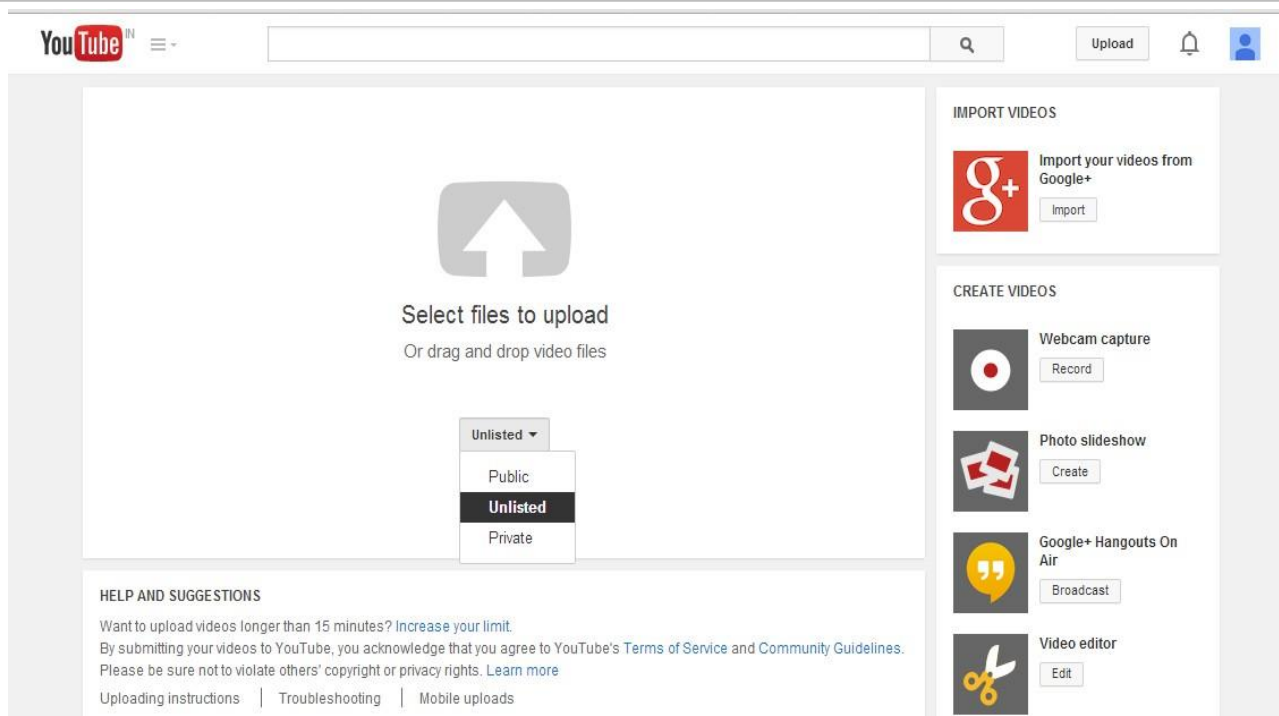 YouTube IN
Upload
Select files to upload
Or drag and drop video files
Unlisted
Public
Unlisted
Private
HELP AND SUGGESTIONS
Want to upload videos longer than 15 minutes? Increase your limit.
By submitting your videos to YouTube, you acknowledge that you agree to YouTube's Terms of Service and Community Guidelines.
Please be sure not to violate others' copyright or privacy rights. Learn more
Uploading instructions | Troubleshooting | Mobile uploads
IMPORT VIDEOS
g+
Import your videos from
Google+
Import
CREATE VIDEOS
Webcam capture
Record
Photo slideshow
Create
Google+ Hangouts On
Air
Broadcast
Video editor
Edit